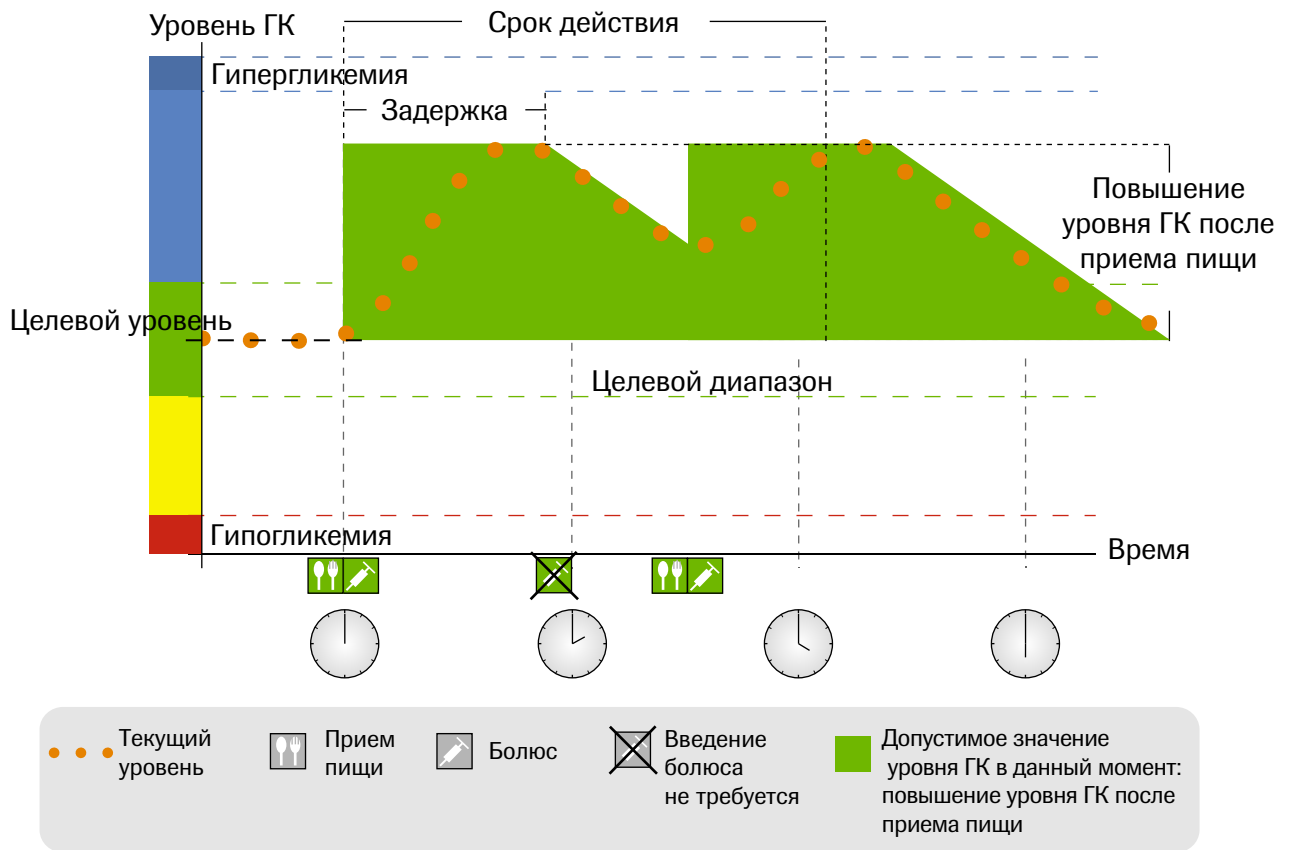 Уровень ГК
Срок действия
Гипергликемия
Задержка
Повышение
уровня ГК после
приема пищи
Целевой уровень
Целевой диапазон
Гипогликемия
Время
Текущий
уровень
Прием
пищи
Болюс
Введение
болюса
не требуется
Допустимое значение
уровня ГК в данный момент:
повышение уровня ГК после
приема пищи